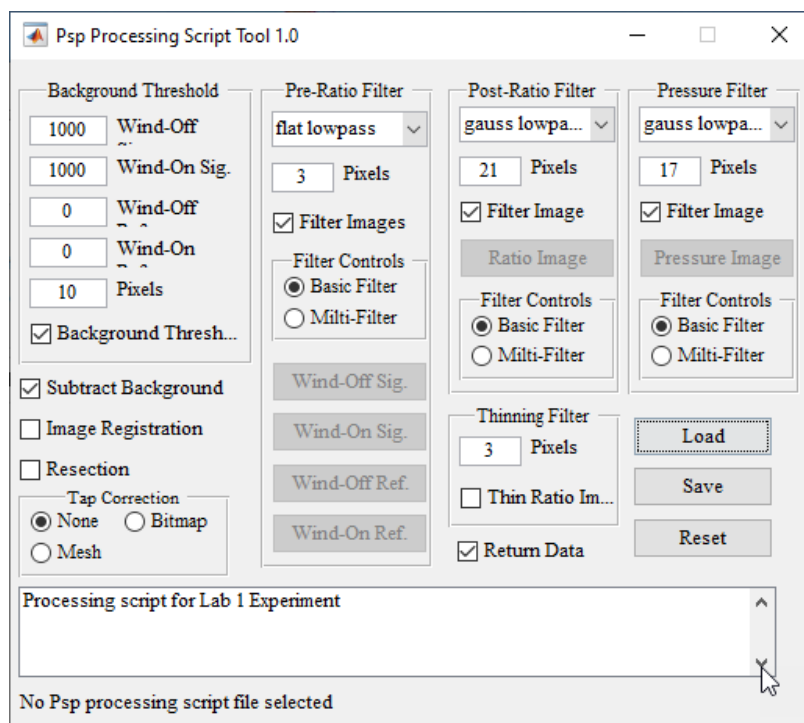 Psp Processing Script Tool 1.0
Background Threshold
1000 Wind-Off
1000 Wind-On Sig.
0 Wind-Off
0 Wind-On
10 Pixels
Background Thresh...
Subtract Background
Image Registration
Resection
Tap Correction
None Bitmap
Mesh
Pre-Ratio Filter
flat lowpass
3 Pixels
Filter Images
Filter Controls
Basic Filter
Milti-Filter
Wind-Off Sig.
Wind-On Sig.
Wind-Off Ref.
Wind-On Ref.
Post-Ratio Filter
gauss lowpa...
21 Pixels
Filter Image
Ratio Image
Filter Controls
Basic Filter
Milti-Filter
Thinning Filter
3 Pixels
Thin Ratio Im...
Return Data
Pressure Filter
gauss lowpa...
17 Pixels
Filter Image
Pressure Image
Filter Controls
Basic Filter
Milti-Filter
Load
Save
Reset
Processing script for Lab 1 Experiment
No Psp processing script file selected